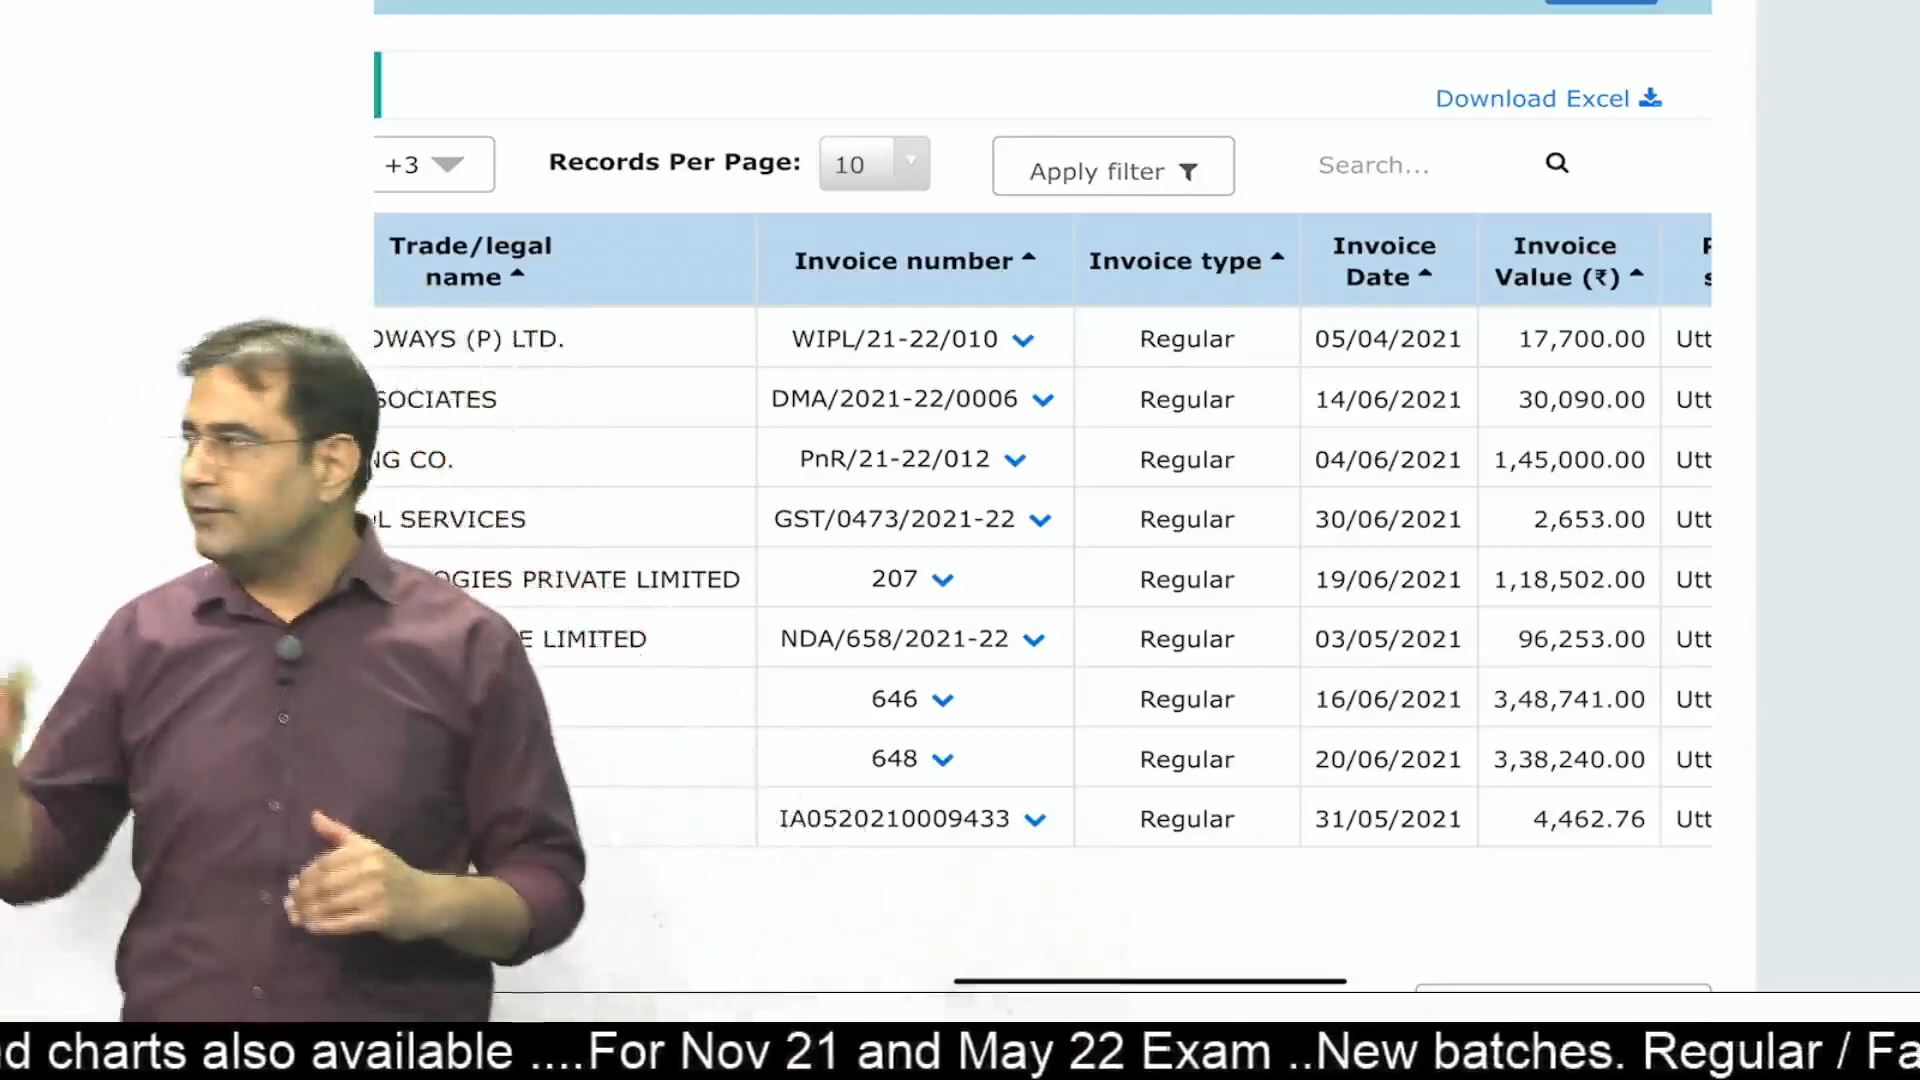 Download Excel
+3 Records Per Page: 10 Apply filter Search...
Trade/legal name Invoice number Invoice type Invoice Date Invoice Value (₹)
OWAYS (P) LTD. WIPL/21-22/010 Regular 05/04/2021 17,700.00 Utt
SOCIATES DMA/2021-22/0006 Regular 14/06/2021 30,090.00 Utt
NG CO. PnR/21-22/012 Regular 04/06/2021 1,45,000.00 Utt
OL SERVICES GST/0473/2021-22 Regular 30/06/2021 2,653.00 Utt
OGIES PRIVATE LIMITED 207 Regular 19/06/2021 1,18,502.00 Utt
E LIMITED NDA/658/2021-22 Regular 03/05/2021 96,253.00 Utt
646 Regular 16/06/2021 3,48,741.00 Utt
648 Regular 20/06/2021 3,38,240.00 Utt
IA0520210009433 Regular 31/05/2021 4,462.76 Utt
d charts also available ....For Nov 21 and May 22 Exam ..New batches. Regular / Fa